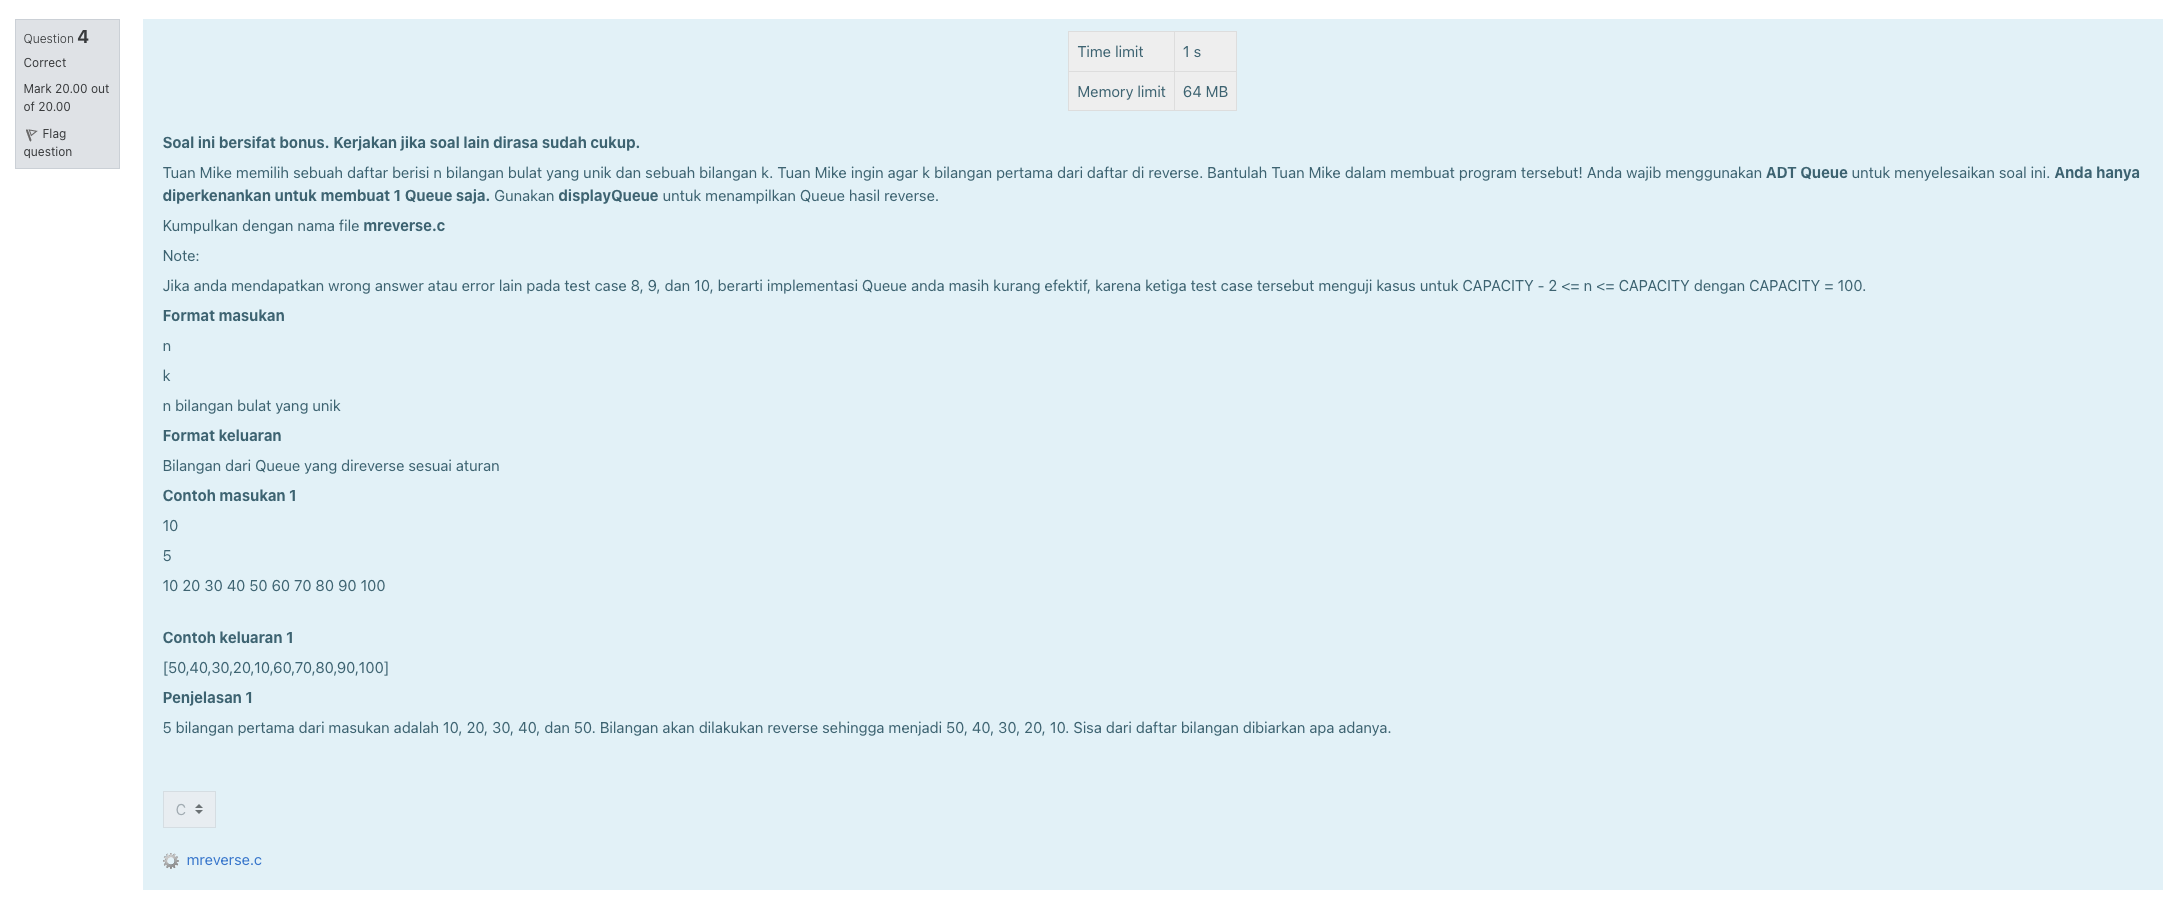 Question 4
Correct
Mark 20.00 out
of 20.00
Flag
question
Time limit 1 s
Memory limit 64 MB
Soal ini bersifat bonus. Kerjakan jika soal lain dirasa sudah cukup.
Tuan Mike memilih sebuah daftar berisi n bilangan bulat yang unik dan sebuah bilangan k. Tuan Mike ingin agar k bilangan pertama dari daftar di reverse. Bantulah Tuan Mike dalam membuat program tersebut! Anda wajib menggunakan ADT Queue untuk menyelesaikan soal ini. Anda hanya
diperkenankan untuk membuat 1 Queue saja. Gunakan displayQueue untuk menampilkan Queue hasil reverse.
Kumpulkan dengan nama file mreverse.c
Note:
Jika anda mendapatkan wrong answer atau error lain pada test case 8, 9, dan 10, berarti implementasi Queue anda masih kurang efektif, karena ketiga test case tersebut menguji kasus untuk CAPACITY - 2 <= n <= CAPACITY dengan CAPACITY = 100.
Format masukan
n
k
n bilangan bulat yang unik
Format keluaran
Bilangan dari Queue yang direverse sesuai aturan
Contoh masukan 1
10
5
10 20 30 40 50 60 70 80 90 100
Contoh keluaran 1
[50,40,30,20,10,60,70,80,90,100]
Penjelasan 1
5 bilangan pertama dari masukan adalah 10, 20, 30, 40, dan 50. Bilangan akan dilakukan reverse sehingga menjadi 50, 40, 30, 20, 10. Sisa dari daftar bilangan dibiarkan apa adanya.
C
mreverse.c